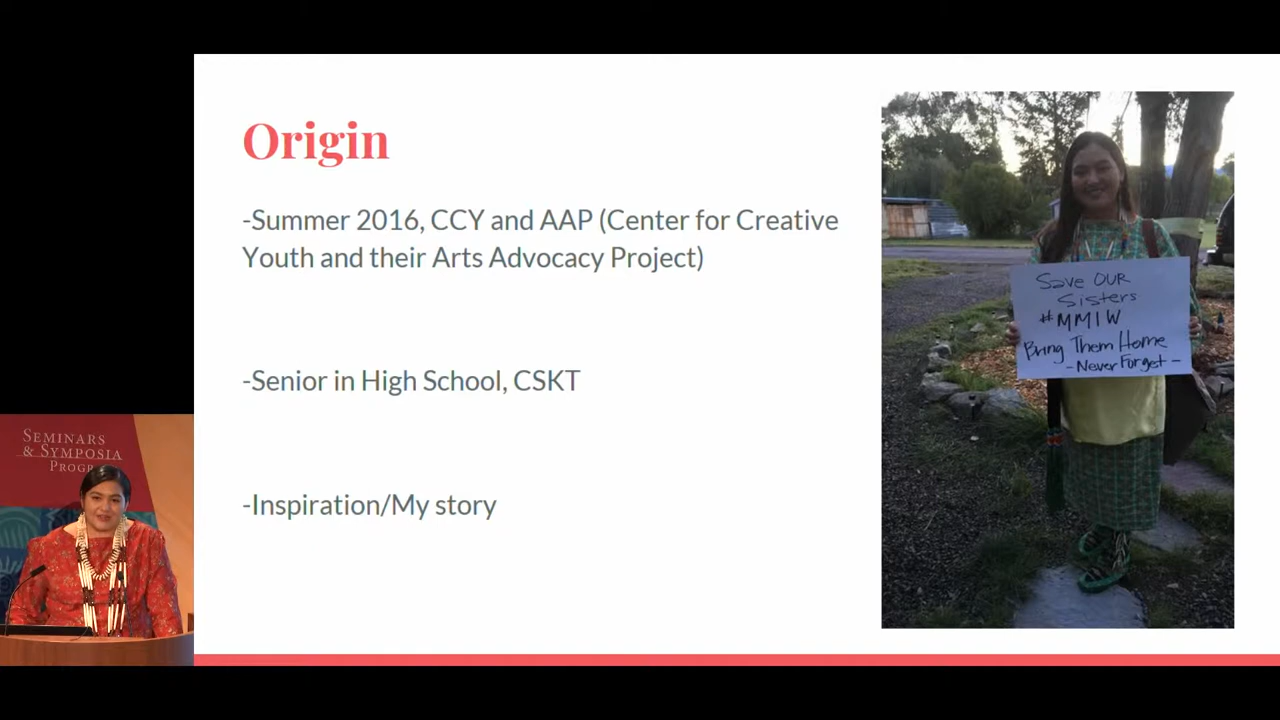 Origin
-Summer 2016, CCY and AAP (Center for Creative
Youth and their Arts Advocacy Project)
-Senior in High School, CSKT
-Inspiration/My story
Save OUR
Sisters
#MMIW
Bring Them Home
-Never Forget-
SEMINARS
& SYMPOSIA